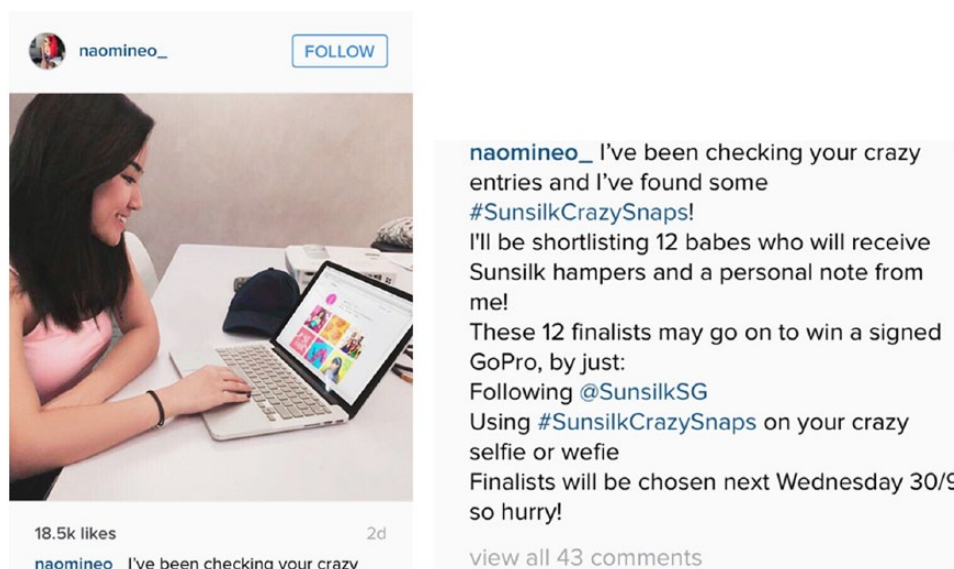 naomineo_
FOLLOW
18.5k likes
2d
naomineo_ I've been checking your crazy
naomineo_ I've been checking your crazy
entries and I've found some
#SunsilkCrazySnaps!
I'll be shortlisting 12 babes who will receive
Sunsilk hampers and a personal note from
me!
These 12 finalists may go on to win a signed
GoPro, by just:
Following @SunsilkSG
Using #SunsilkCrazySnaps on your crazy
selfie or wefie
Finalists will be chosen next Wednesday 30/9
so hurry!
view all 43 comments